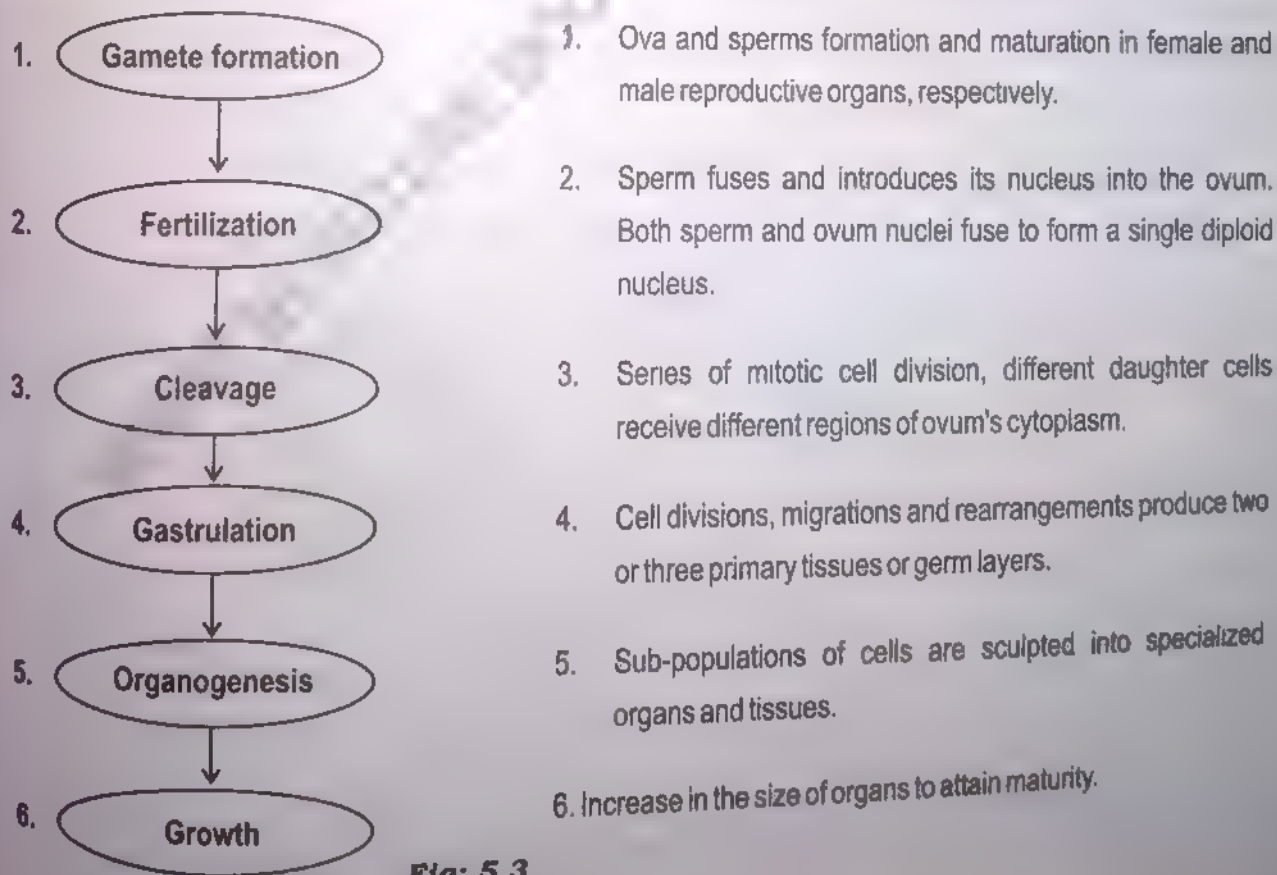 1. Gamete formation
1. Ova and sperms formation and maturation in female and
male reproductive organs, respectively.
2. Fertilization
2. Sperm fuses and introduces its nucleus into the ovum.
Both sperm and ovum nuclei fuse to form a single diploid
nucleus.
3. Cleavage
3. Series of mitotic cell division, different daughter cells
receive different regions of ovum's cytoplasm.
4. Gastrulation
4. Cell divisions, migrations and rearrangements produce two
or three primary tissues or germ layers.
5. Organogenesis
5. Sub-populations of cells are sculpted into specialized
organs and tissues.
6. Growth
6. Increase in the size of organs to attain maturity.
Fig: 5.3